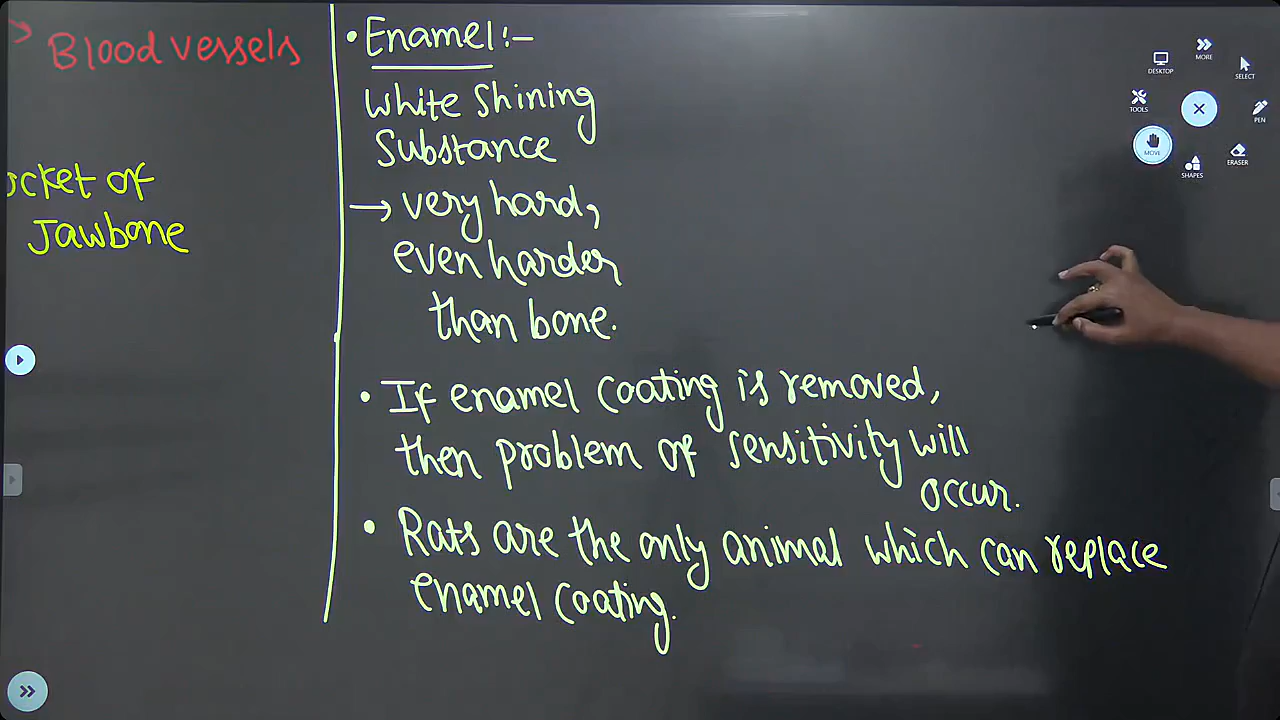 Blood vessels
ocket of
Jawbone
• Enamel:-
White Shining
Substance
→ very hard,
even harder
than bone.
• If enamel coating is removed,
then problem of sensitivity will
occur.
• Rats are the only animal which can replace
enamel coating.
MORE
DESKTOP
SELECT
TOOLS
PEN
MOVE
ERASER
SHAPES